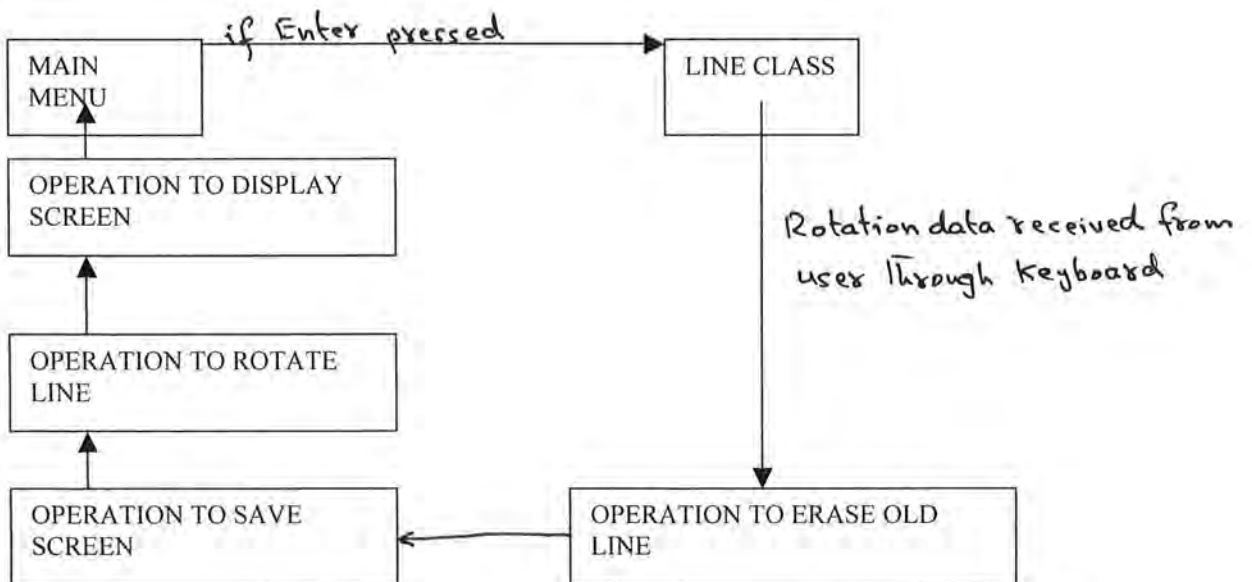 if Enter pressed
MAIN
MENU
LINE CLASS
OPERATION TO DISPLAY
SCREEN
Rotation data received from
user through keyboard
OPERATION TO ROTATE
LINE
OPERATION TO SAVE
SCREEN
OPERATION TO ERASE OLD
LINE